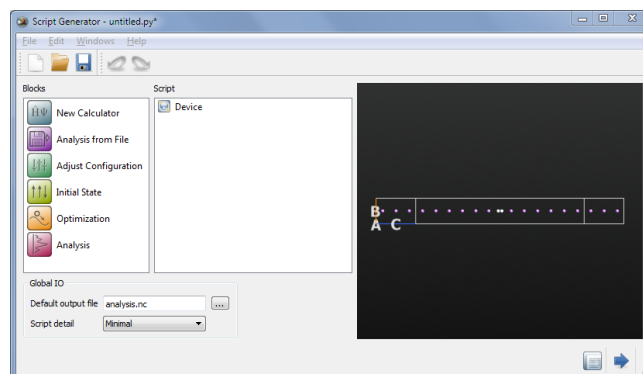 Script Generator - untitled.py*
File Edit Windows Help
Blocks
Script
New Calculator
Analysis from File
Adjust Configuration
Initial State
Optimization
Analysis
Device
B
A C
Global IO
Default output file analysis.nc ...
Script detail Minimal